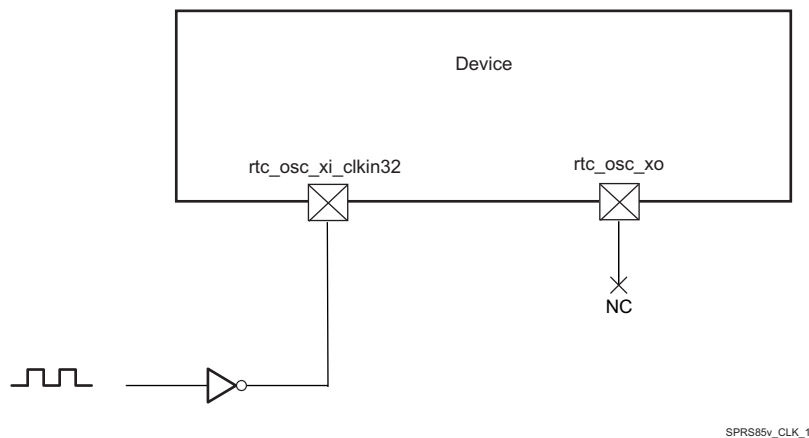 Device
rtc_osc_xi_clkin32
rtc_osc_xo
NC
SPRS85v_CLK_1